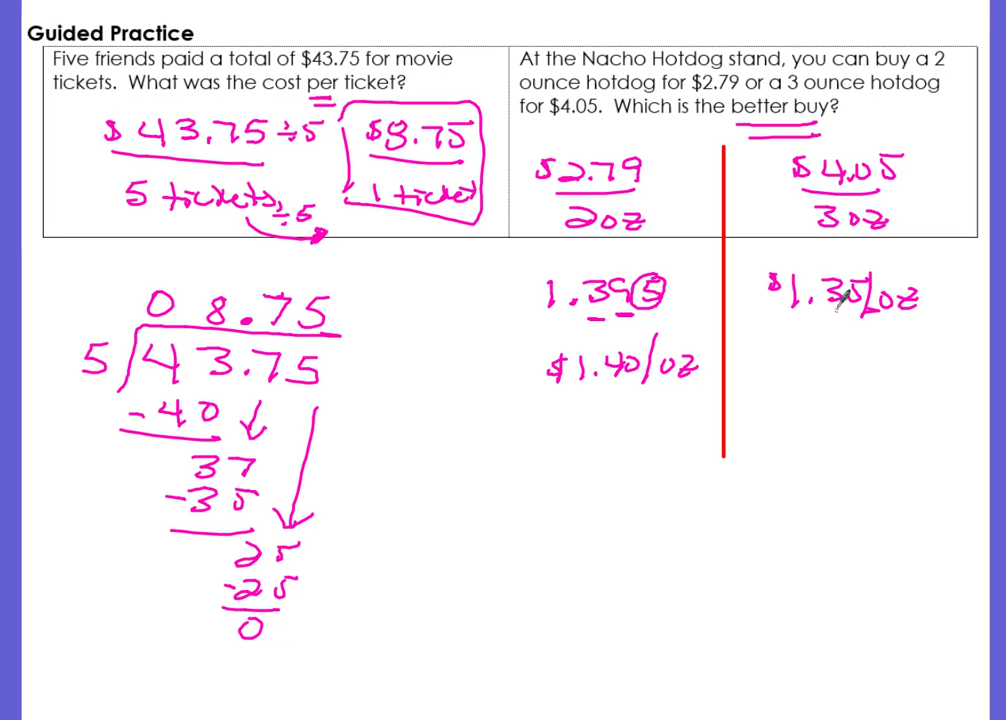 Guided Practice
Five friends paid a total of $43.75 for movie
tickets. What was the cost per ticket?
$43.75 ÷5 $8.75
5 tickets ÷5 1 ticket
At the Nacho Hotdog stand, you can buy a 2
ounce hotdog for $2.79 or a 3 ounce hotdog
for $4.05. Which is the better buy?
$2.79 $4.05
2oz 3oz
08.75
5 43.75
-40
37
-35
25
-25
0
1.395 $1.35/oz
$1.40/oz